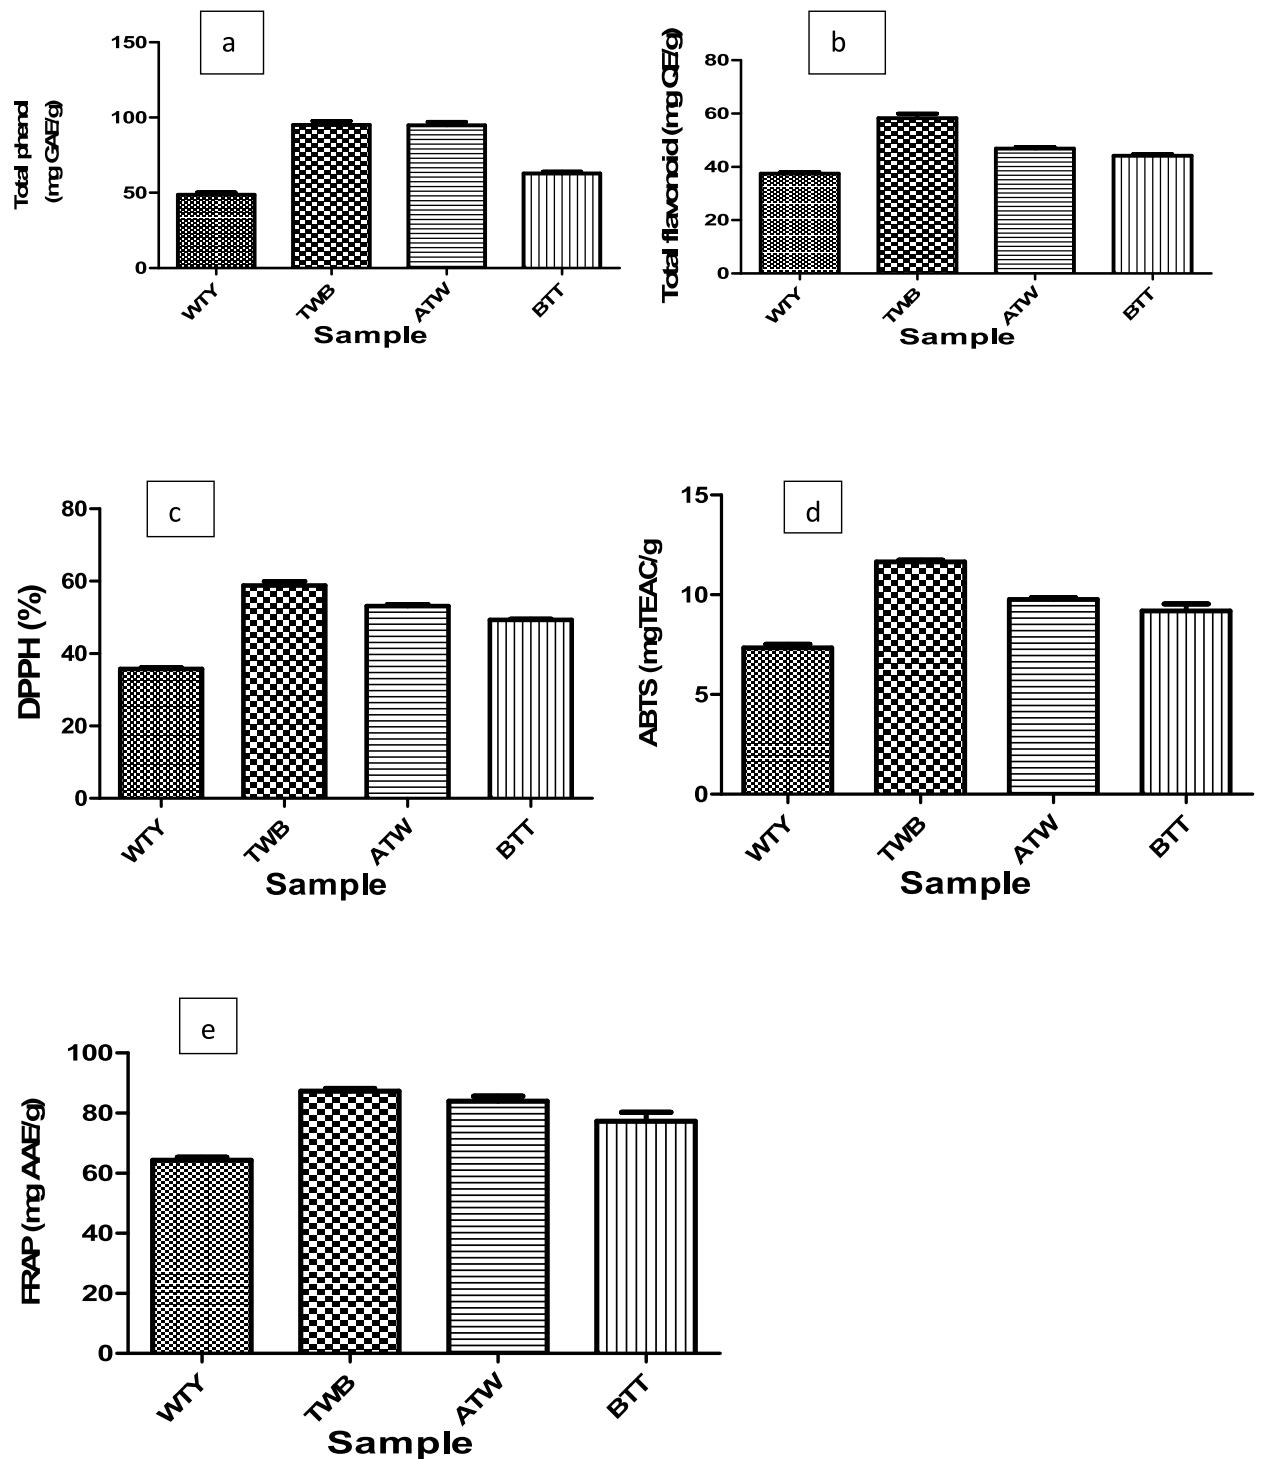 a
Total phenol
(mg GAE/g)
150
100
50
0
WTY
TWB
ATW
BTT
Sample
b
Total flavonoid (mg QE/g)
80
60
40
20
0
WTY
TWB
ATW
BTT
Sample
c
DPPH (%)
80
60
40
20
0
WTY
TWB
ATW
BTT
Sample
d
ABTS (mgTEAC/g
15
10
5
0
WTY
TWB
ATW
BTT
Sample
e
FRAP (mg AAE/g)
100
80
60
40
20
0
WTY
TWB
ATW
BTT
Sample